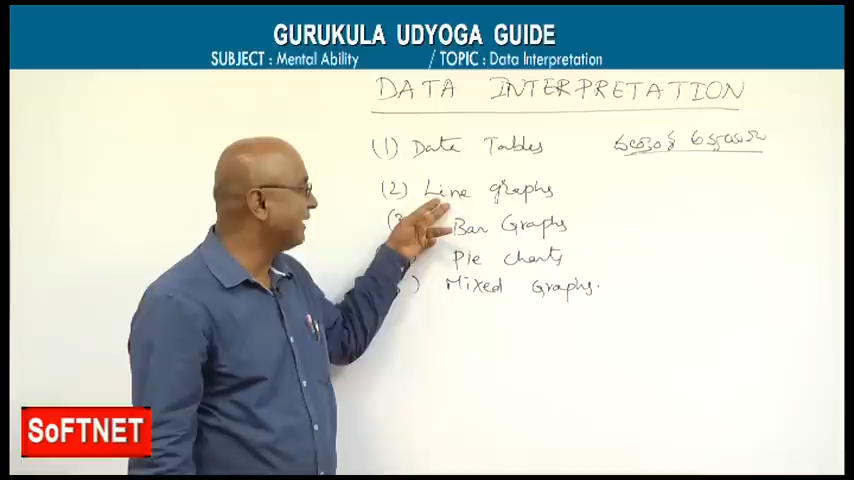 GURUKULA UDYOGA GUIDE
SUBJECT : Mental Ability / TOPIC : Data Interpretation
DATA INTERPRETATION
(1) Data Tables
(2) Line graphs
(3 Bar Graphs
Pie charts
) Mixed Graphs.
SoFTNET